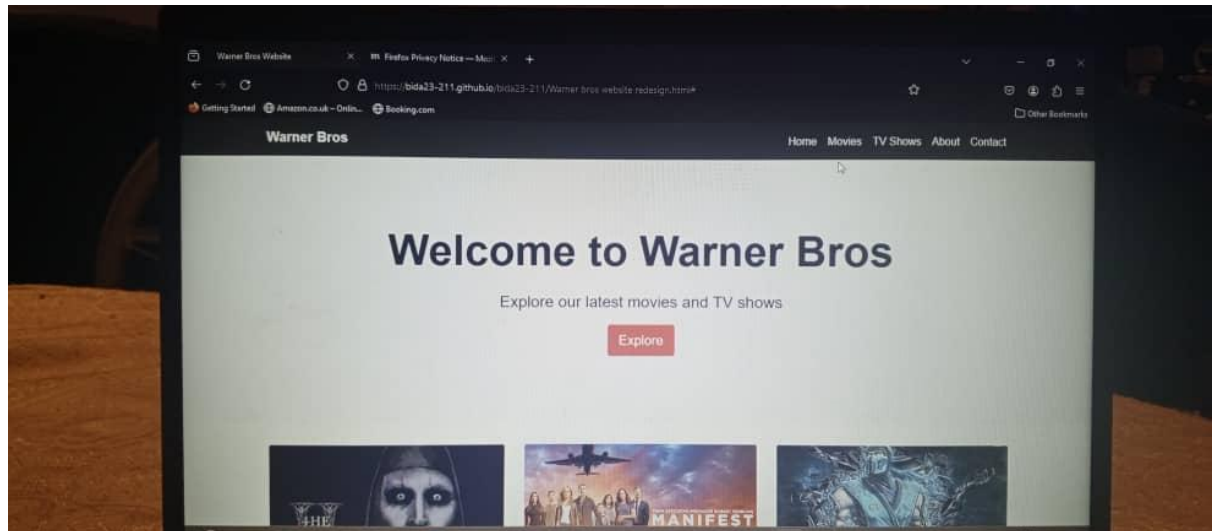 Warner Bros Website
Firefox Privacy Notice — Mozi
https://bida23-211.github.io/bida23-211/Warner bros website redesign.html#
Getting Started Amazon.co.uk – Onlin... Booking.com
Other Bookmarks
Warner Bros
Home Movies TV Shows About Contact
Welcome to Warner Bros
Explore our latest movies and TV shows
Explore
THE
MANIFEST